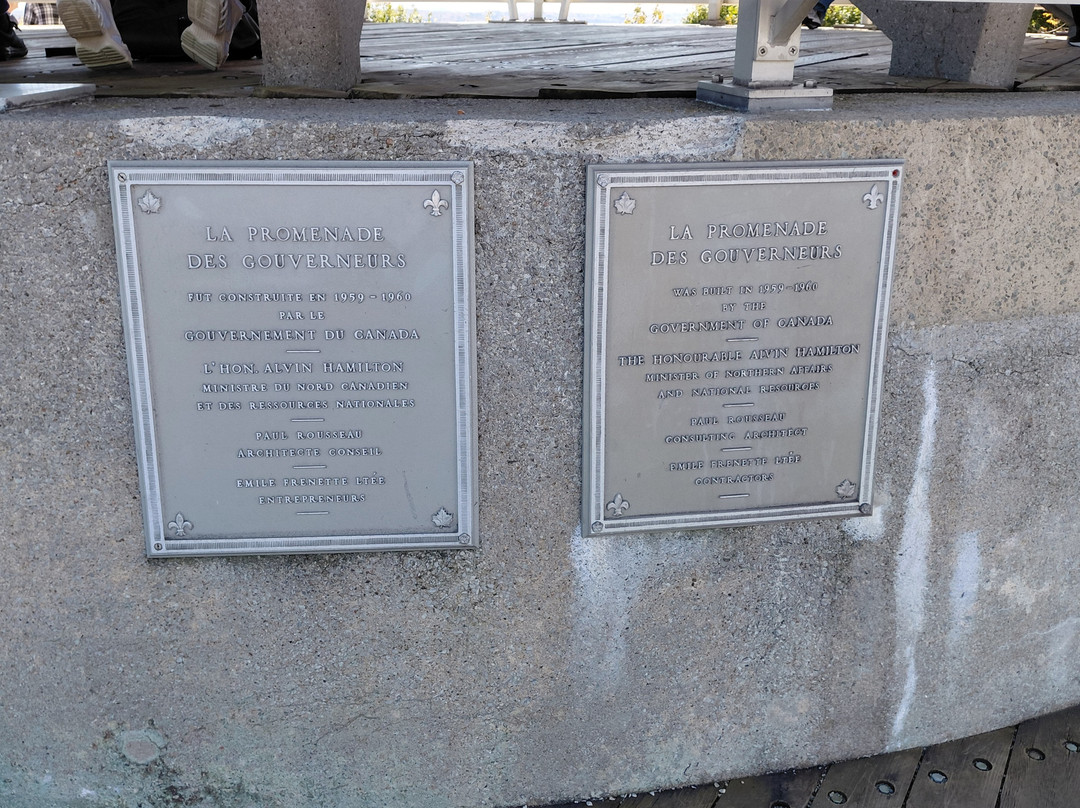 LA PROMENADE
DES GOUVERNEURS
FUT CONSTRUITE EN 1959-1960
PAR LE
GOUVERNEMENT DU CANADA
L'HON. ALVIN HAMILTON
MINISTRE DU NORD CANADIEN
ET DES RESSOURCES NATIONALES
PAUL ROUSSEAU
ARCHITECTE CONSEIL
EMILE FRENETTE LTÉE
ENTREPRENEURS
LA PROMENADE
DES GOUVERNEURS
WAS BUILT IN 1959-1960
BY THE
GOVERNMENT OF CANADA
THE HONOURABLE ALVIN HAMILTON
MINISTER OF NORTHERN AFFAIRS
AND NATIONAL RESOURCES
PAUL ROUSSEAU
CONSULTING ARCHITECT
EMILE FRENETTE LTÉE
CONTRACTORS